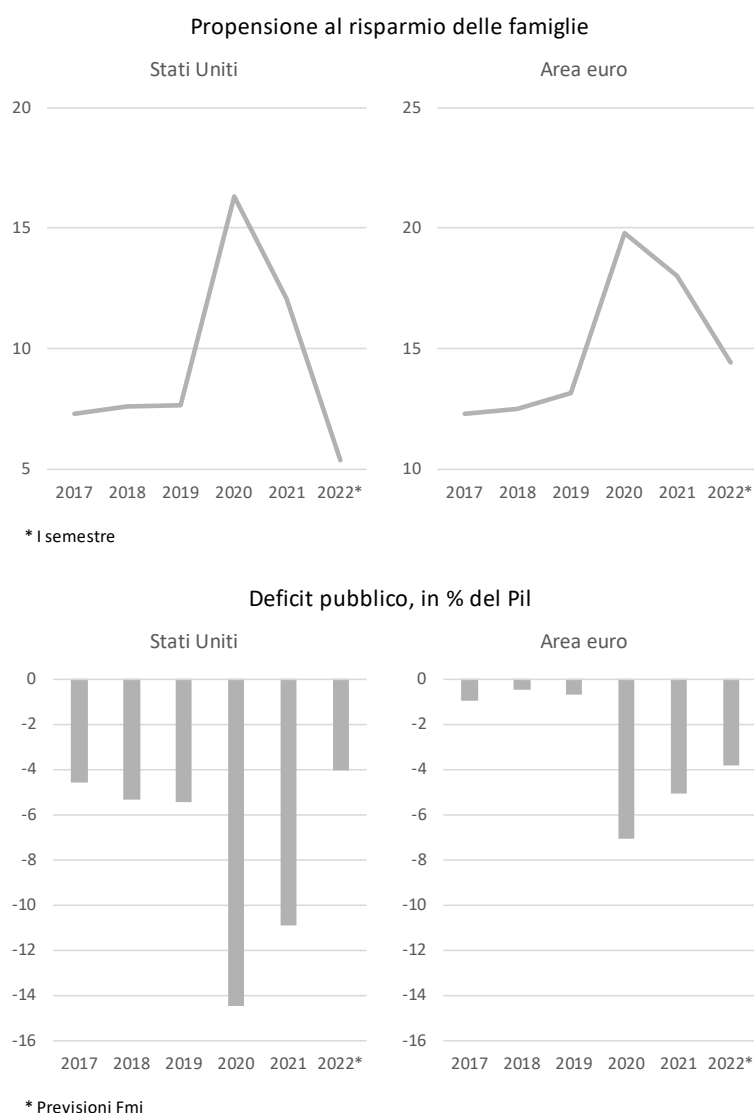 Propensione al risparmio delle famiglie
Stati Uniti
20
15
10
5
2017 2018 2019 2020 2021 2022*
Area euro
25
20
15
10
2017 2018 2019 2020 2021 2022*
* I semestre
Deficit pubblico, in % del Pil
Stati Uniti
0
-2
-4
-6
-8
-10
-12
-14
-16
2017 2018 2019 2020 2021 2022*
Area euro
0
-2
-4
-6
-8
-10
-12
-14
-16
2017 2018 2019 2020 2021 2022*
* Previsioni Fmi